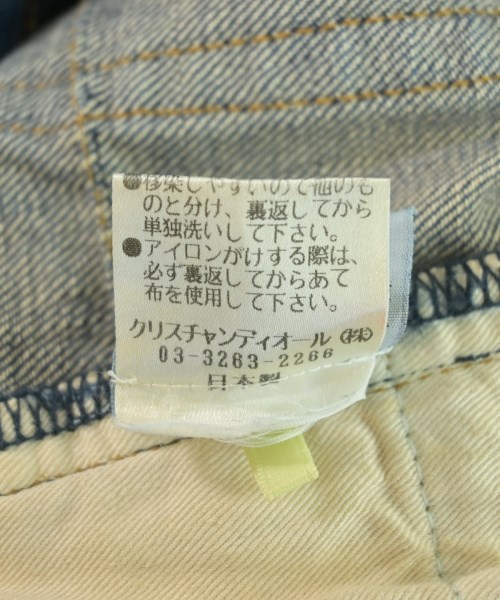 ●移染しやすいので他のも
のと分け、裏返してから
単独洗いして下さい。
●アイロンがけする際は、
必ず裏返してからあて
布を使用して下さい。
クリスチャンディオール㈱
03-3263-2266
日本製